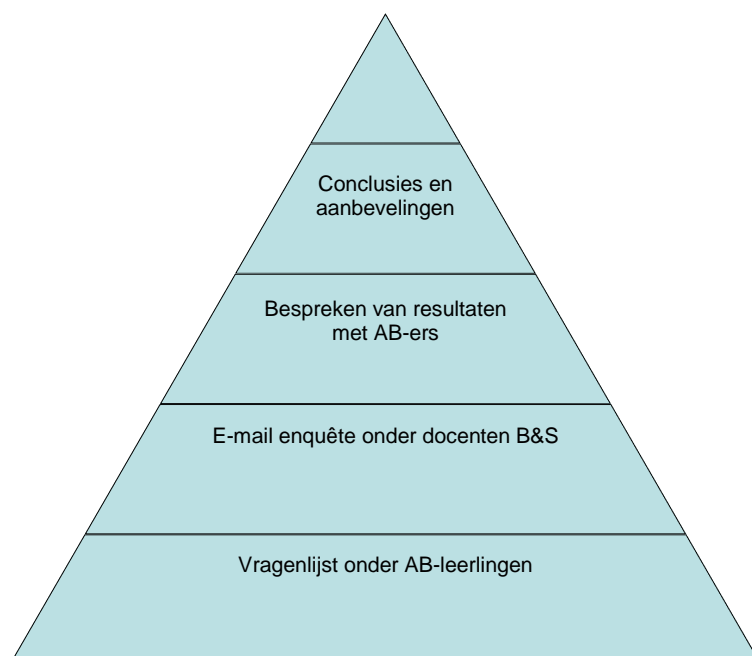 Conclusies en
aanbevelingen
Bespreken van resultaten
met AB-ers
E-mail enquête onder docenten B&S
Vragenlijst onder AB-leerlingen